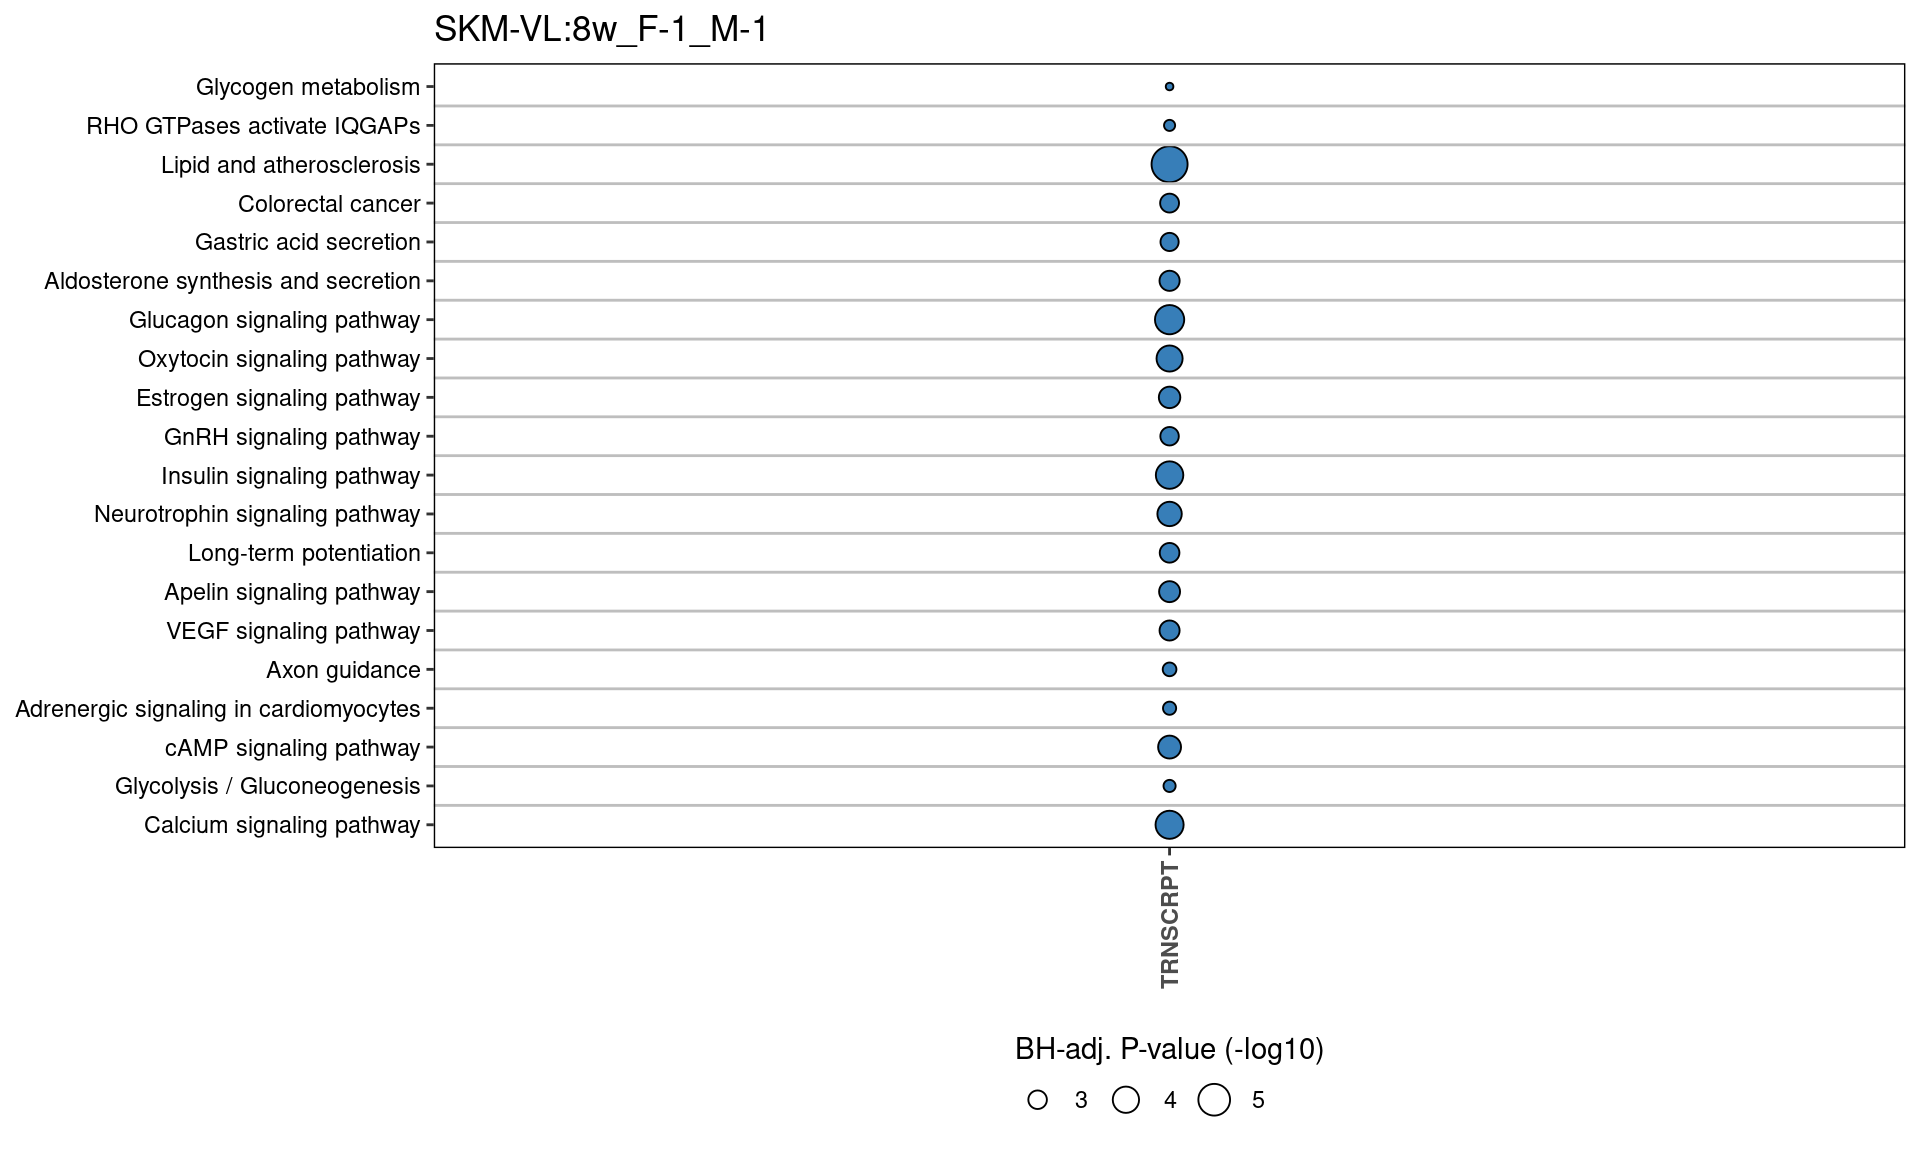 SKM-VL:8w_F-1_M-1
Glycogen metabolism
RHO GTPases activate IQGAPs
Lipid and atherosclerosis
Colorectal cancer
Gastric acid secretion
Aldosterone synthesis and secretion
Glucagon signaling pathway
Oxytocin signaling pathway
Estrogen signaling pathway
GnRH signaling pathway
Insulin signaling pathway
Neurotrophin signaling pathway
Long-term potentiation
Apelin signaling pathway
VEGF signaling pathway
Axon guidance
Adrenergic signaling in cardiomyocytes
cAMP signaling pathway
Glycolysis / Gluconeogenesis
Calcium signaling pathway
TRNSCRPT
BH-adj. P-value (-log10)
3 4 5